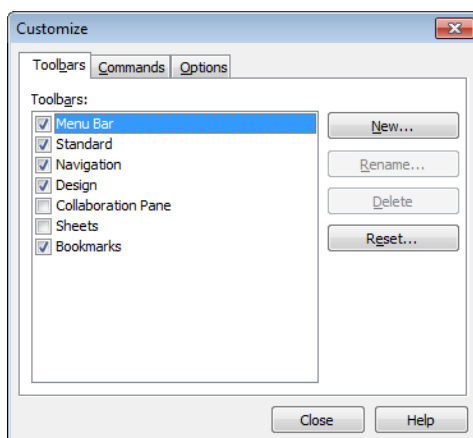 Customize
Toolbars Commands Options
Toolbars:
Menu Bar
Standard
Navigation
Design
Collaboration Pane
Sheets
Bookmarks
New...
Rename...
Delete
Reset...
Close Help